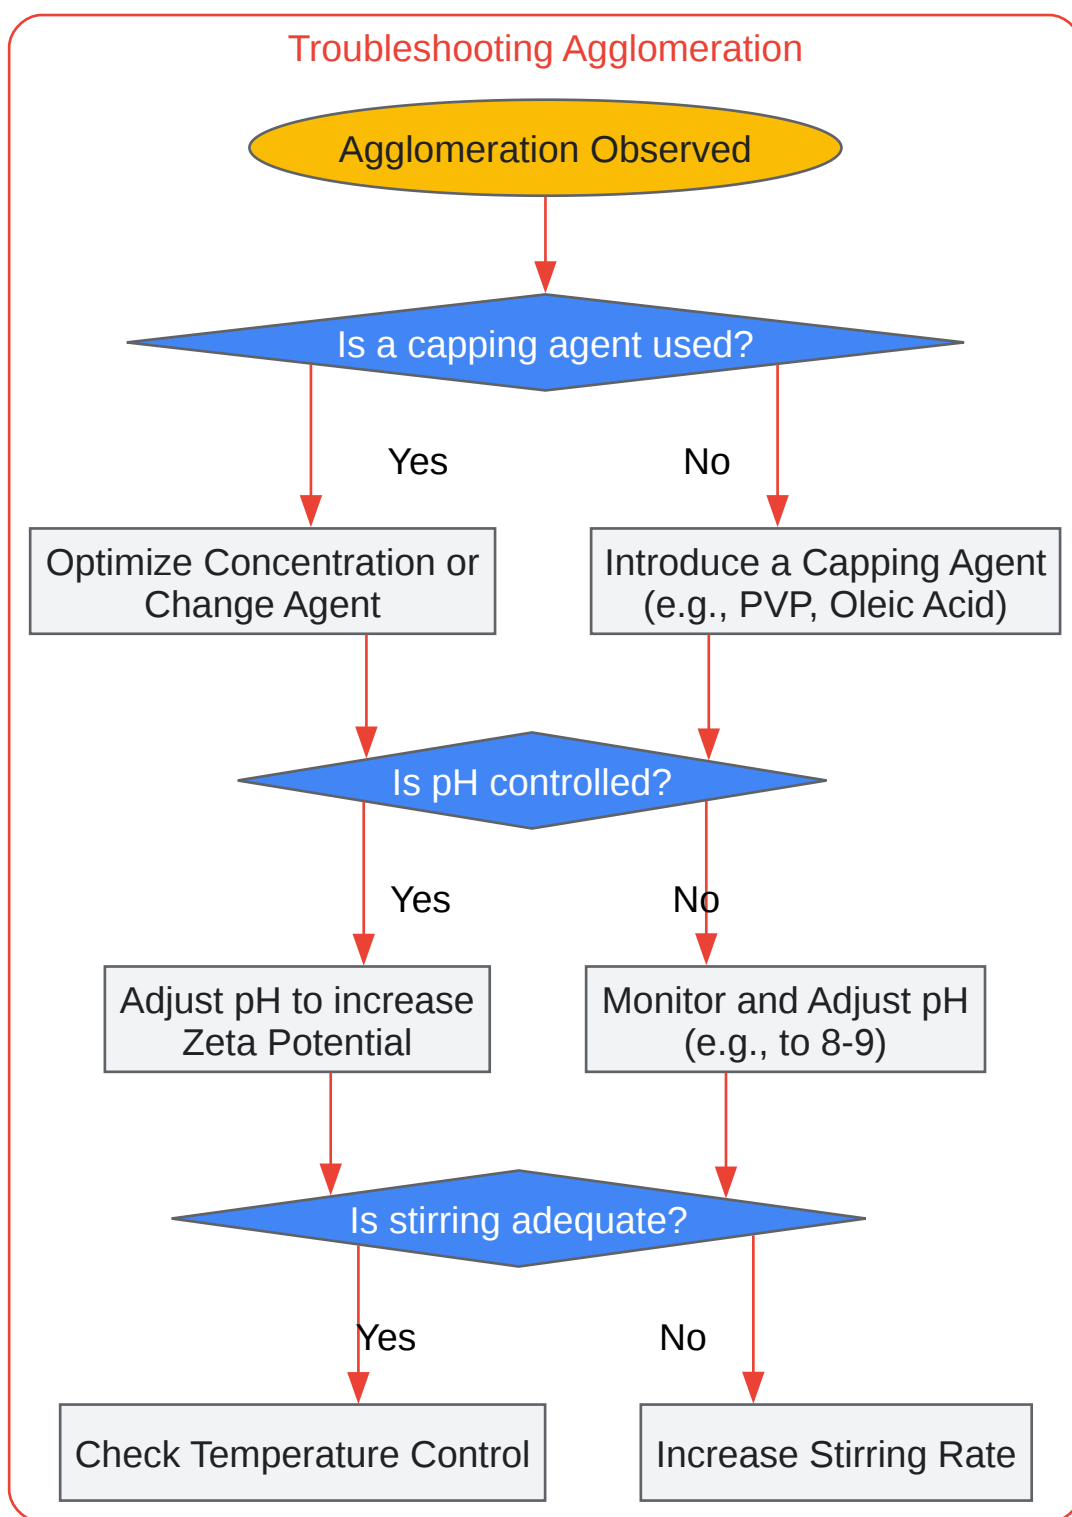 Troubleshooting Agglomeration
Agglomeration Observed
Is a capping agent used?
Yes
No
Optimize Concentration or
Change Agent
Introduce a Capping Agent
(e.g., PVP, Oleic Acid)
Is pH controlled?
Yes
No
Adjust pH to increase
Zeta Potential
Monitor and Adjust pH
(e.g., to 8-9)
Is stirring adequate?
Yes
No
Check Temperature Control
Increase Stirring Rate